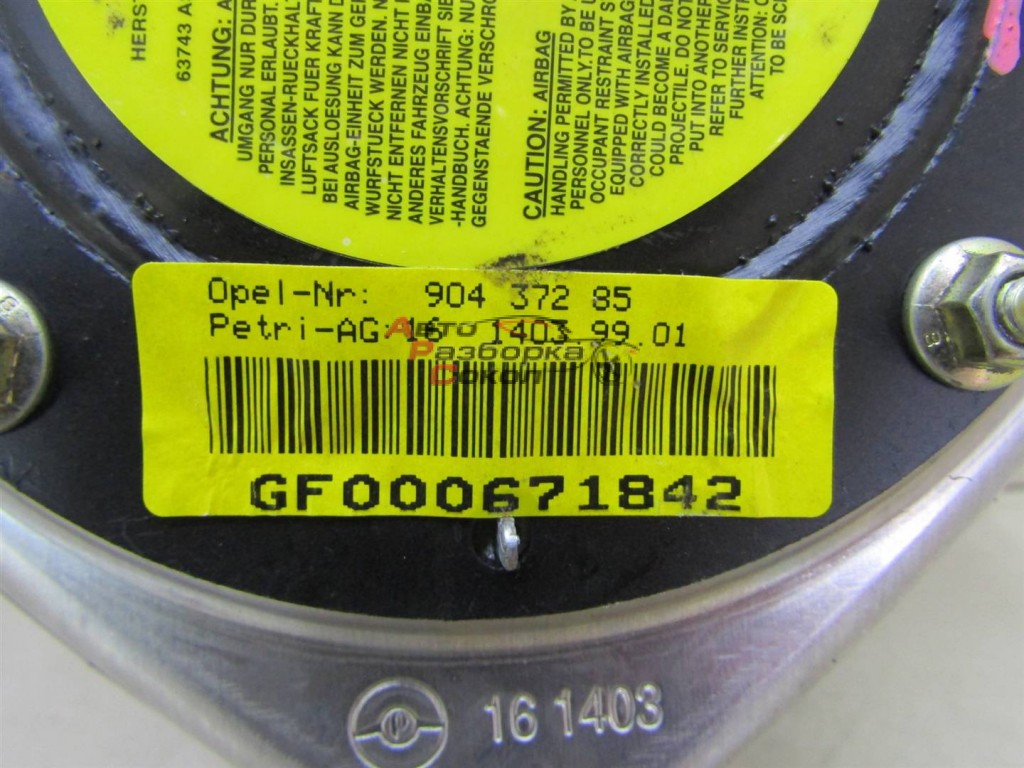 HERST
63743 A
ACHTUNG: A
UMGANG NUR DUR
PERSONAL ERLAUBT.
INSASSEN-RUECKHAL
LUFTSACK FUER KRAFT
BEI AUSLOESUNG KANN D
AIRBAG-EINHEIT ZUM GE
WURFSTUECK WERDEN. N
NICHT ENTFERNEN NICHT I
ANDERES FAHRZEUG EINBA
VERHALTENSVORSCHRIFT SIE
-HANDBUCH. ACHTUNG: NU
GEGENSTAENDE VERSCHRO
CAUTION: AIRBAG
HANDLING PERMITTED BY
PERSONNEL ONLY.TO BE U
OCCUPANT RESTRAINT S
EQUIPPED WITH AIRBAG
CORRECTLY INSTALLED
COULD BECOME A DA
PROJECTILE. DO NOT
PUT INTO ANOTHER
REFER TO SERVIC
FURTHER INSTR
ATTENTION: O
TO BE SC
Opel-Nr: 904 372 85
Petri-AG:16 1403 99.01
Авто
Разборка
Сокол
GF000671842
P 16 1403